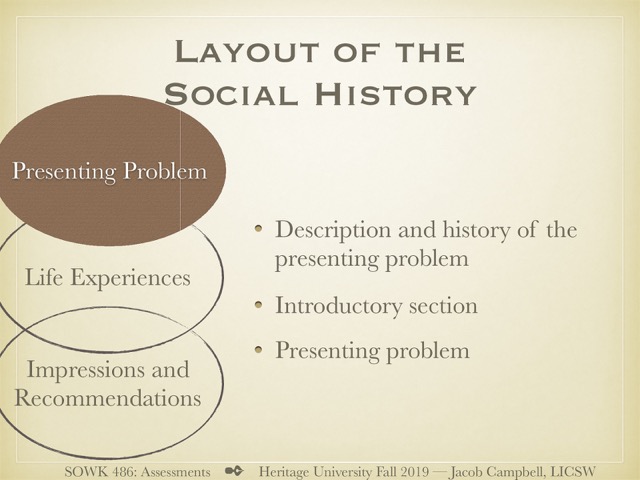 Layout of the
Social History
Presenting Problem
Life Experiences
Impressions and
Recommendations
• Description and history of the
presenting problem
• Introductory section
• Presenting problem
SOWK 486: Assessments ✒ Heritage University Fall 2019 — Jacob Campbell, LICSW